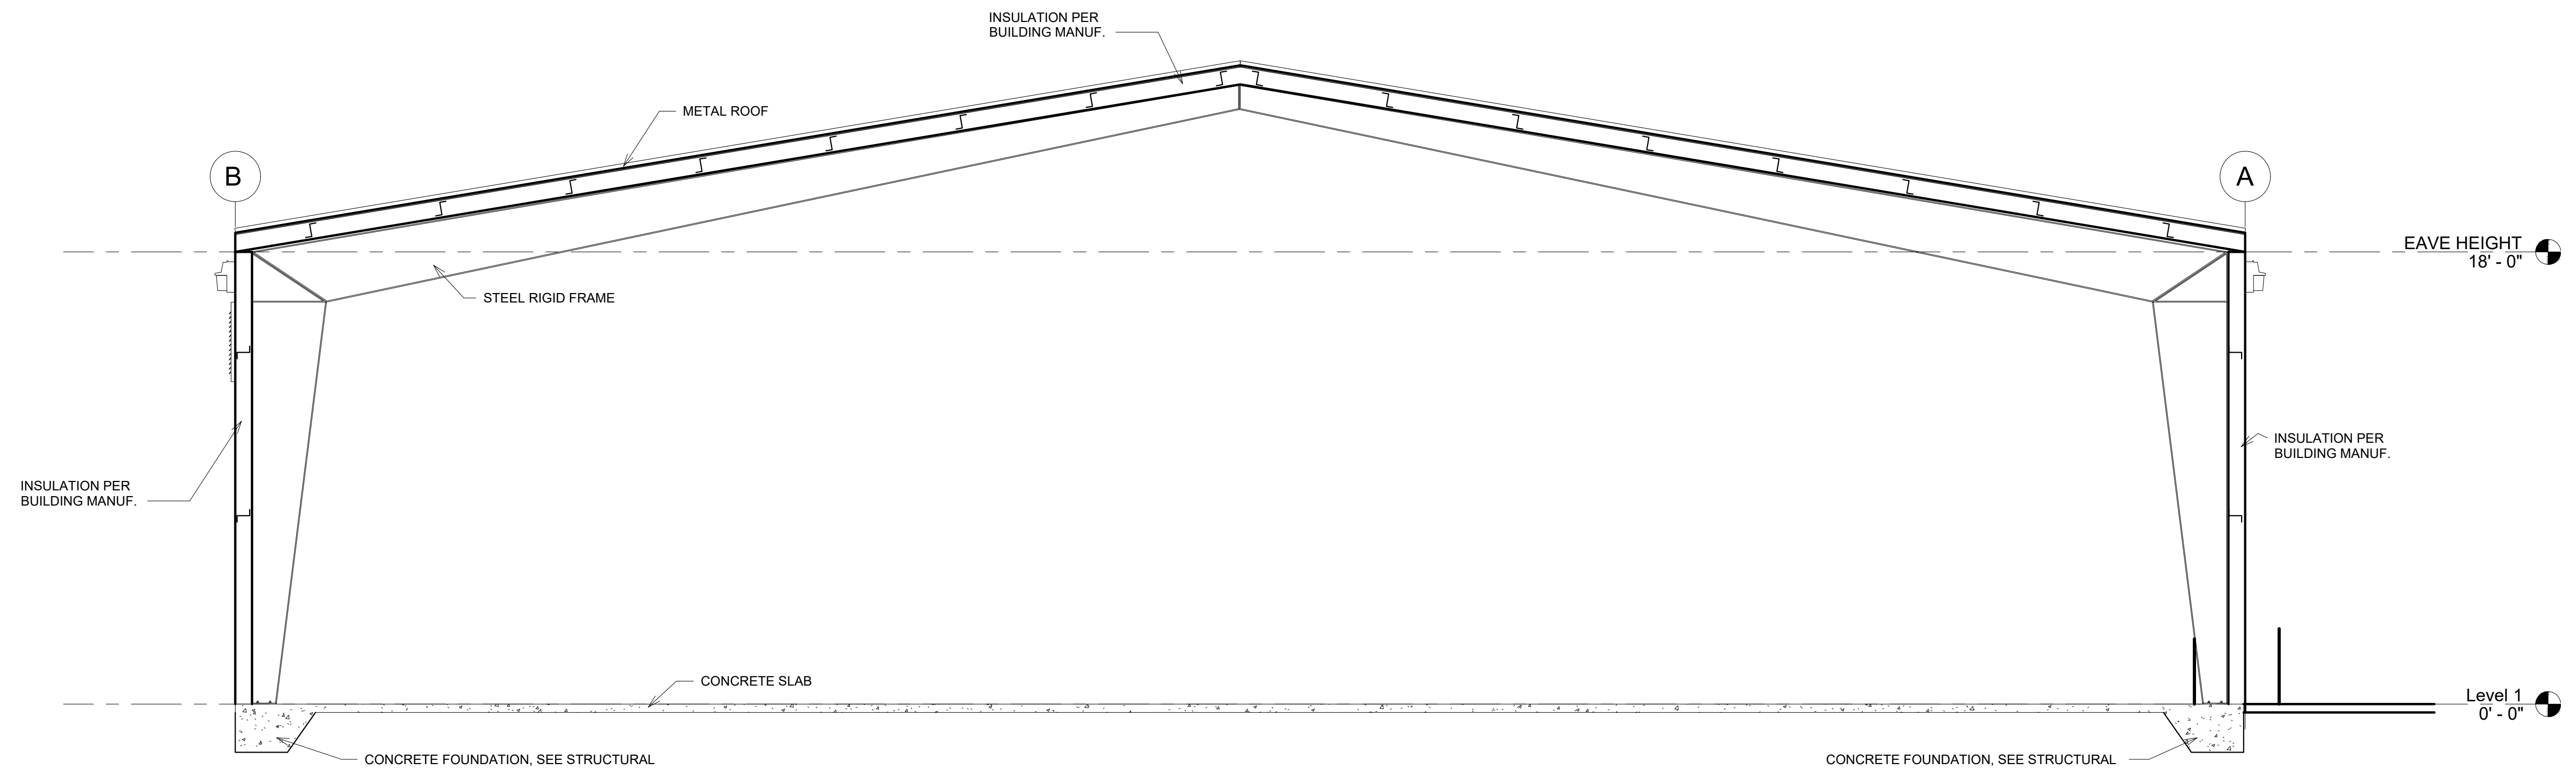 INSULATION PER
BUILDING MANUF.
METAL ROOF
B
A
EAVE HEIGHT
18' - 0"
STEEL RIGID FRAME
INSULATION PER
BUILDING MANUF.
INSULATION PER
BUILDING MANUF.
CONCRETE SLAB
Level 1
0' - 0"
CONCRETE FOUNDATION, SEE STRUCTURAL
CONCRETE FOUNDATION, SEE STRUCTURAL